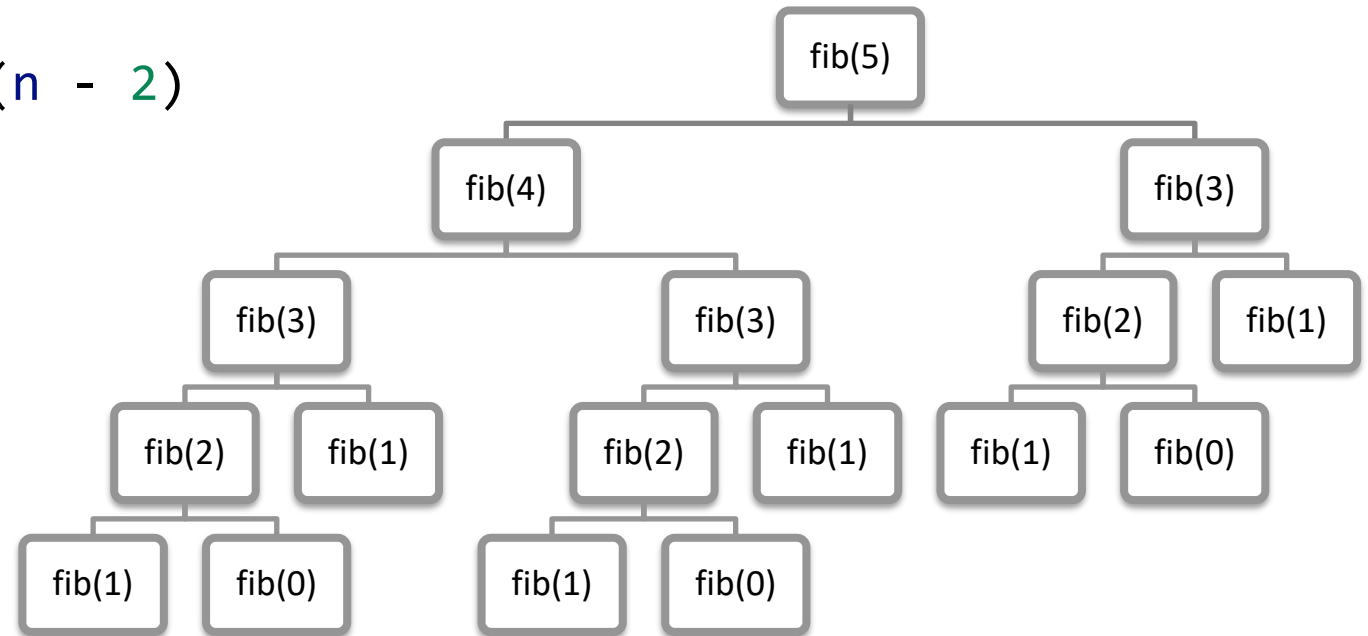 fib(5)
(n - 2)
fib(4) fib(3)
fib(3) fib(3) fib(2) fib(1)
fib(2) fib(1) fib(2) fib(1) fib(1) fib(0)
fib(1) fib(0) fib(1) fib(0)